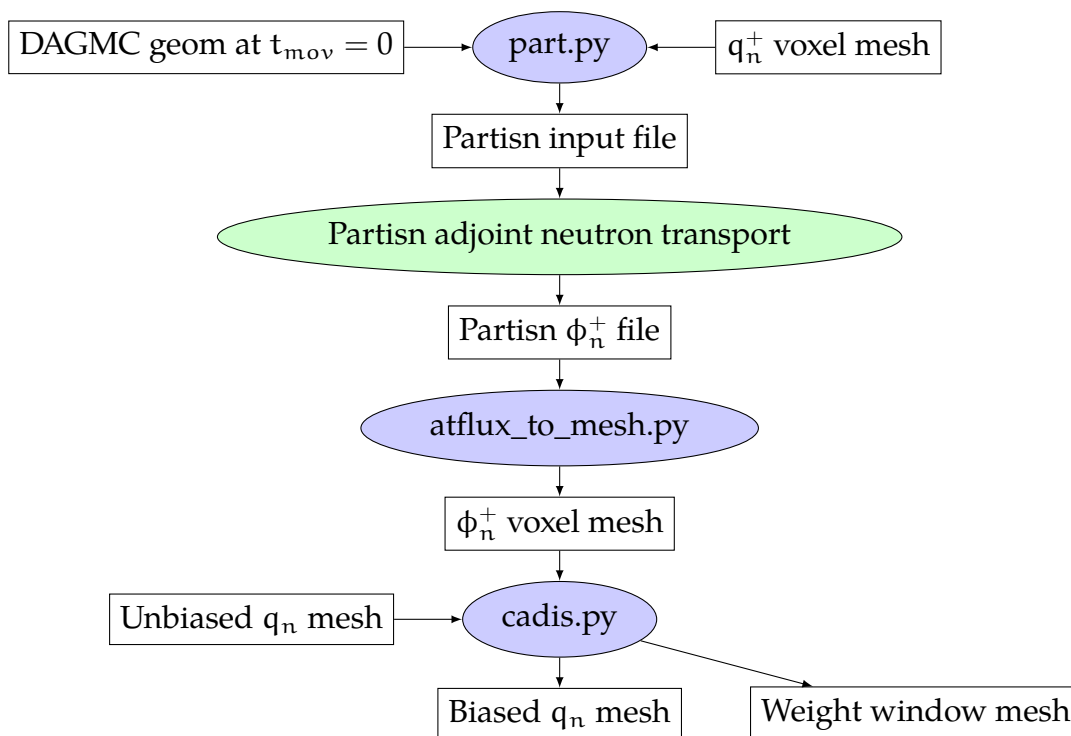 DAGMC geom at t_mov = 0
part.py
q_n^+ voxel mesh
Partisn input file
Partisn adjoint neutron transport
Partisn ϕ_n^+ file
atflux_to_mesh.py
ϕ_n^+ voxel mesh
Unbiased q_n mesh
cadis.py
Biased q_n mesh
Weight window mesh